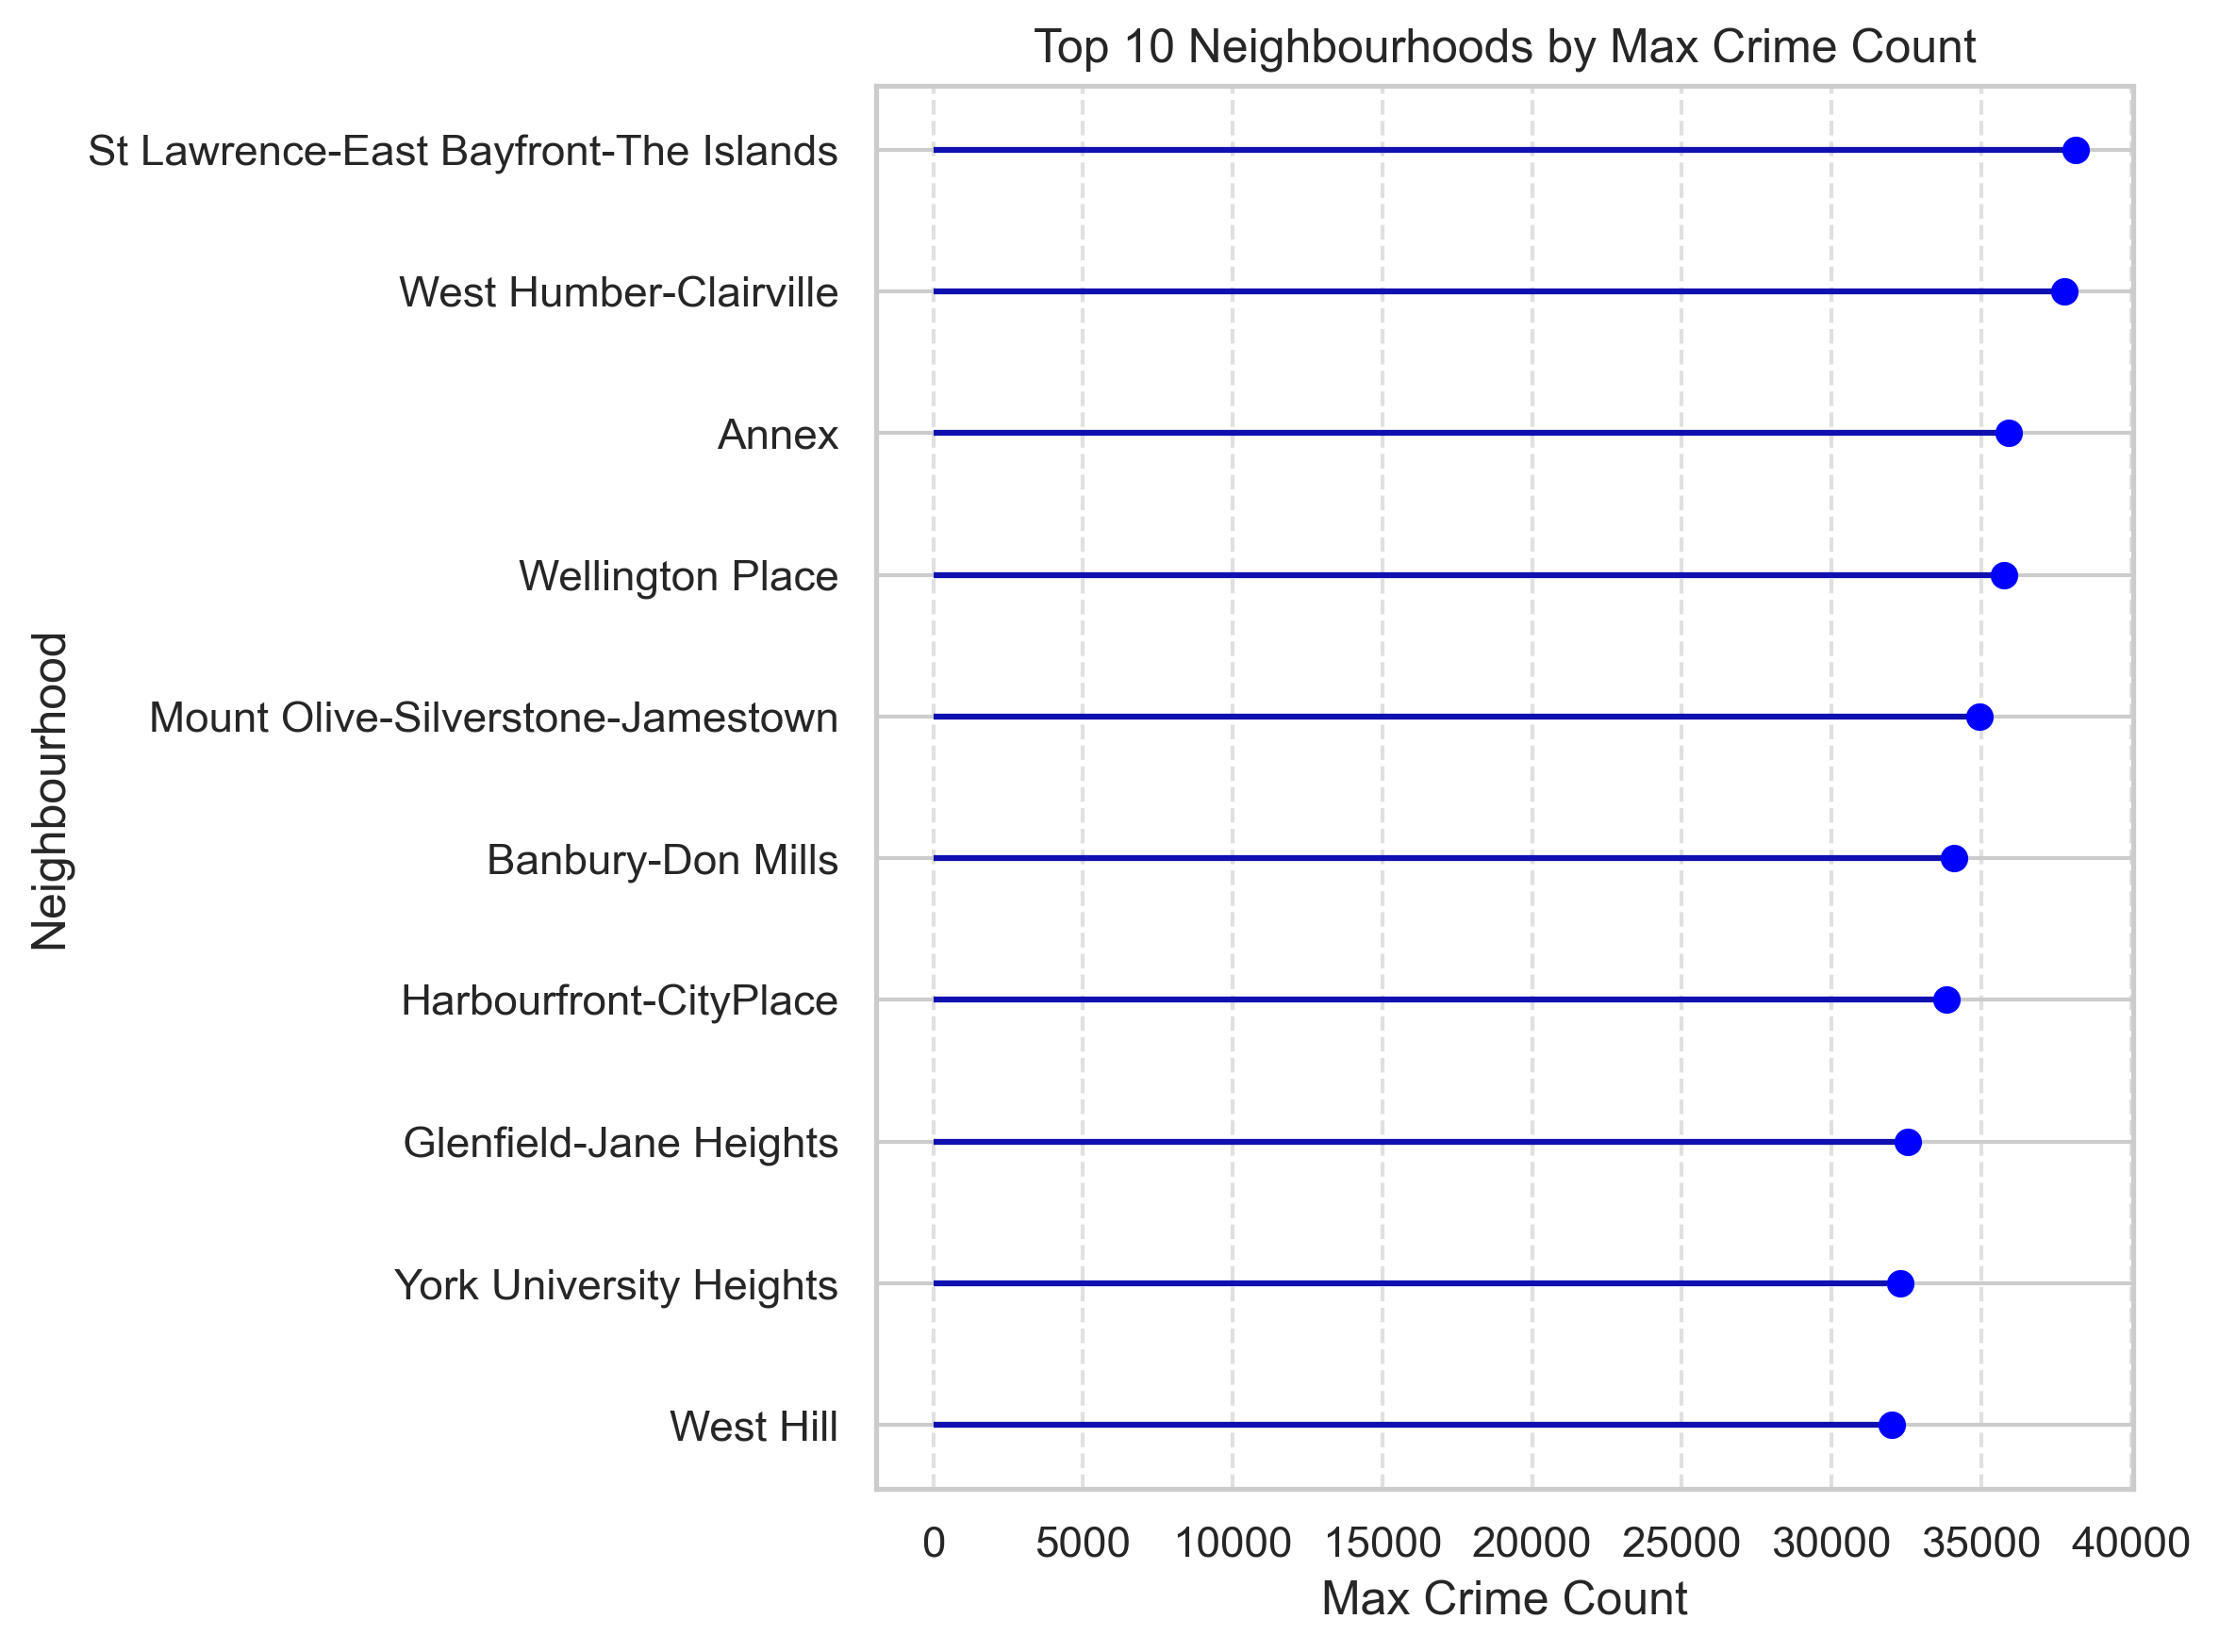 Top 10 Neighbourhoods by Max Crime Count
Neighbourhood
St Lawrence-East Bayfront-The Islands
West Humber-Clairville
Annex
Wellington Place
Mount Olive-Silverstone-Jamestown
Banbury-Don Mills
Harbourfront-CityPlace
Glenfield-Jane Heights
York University Heights
West Hill
0 5000 10000 15000 20000 25000 30000 35000 40000
Max Crime Count